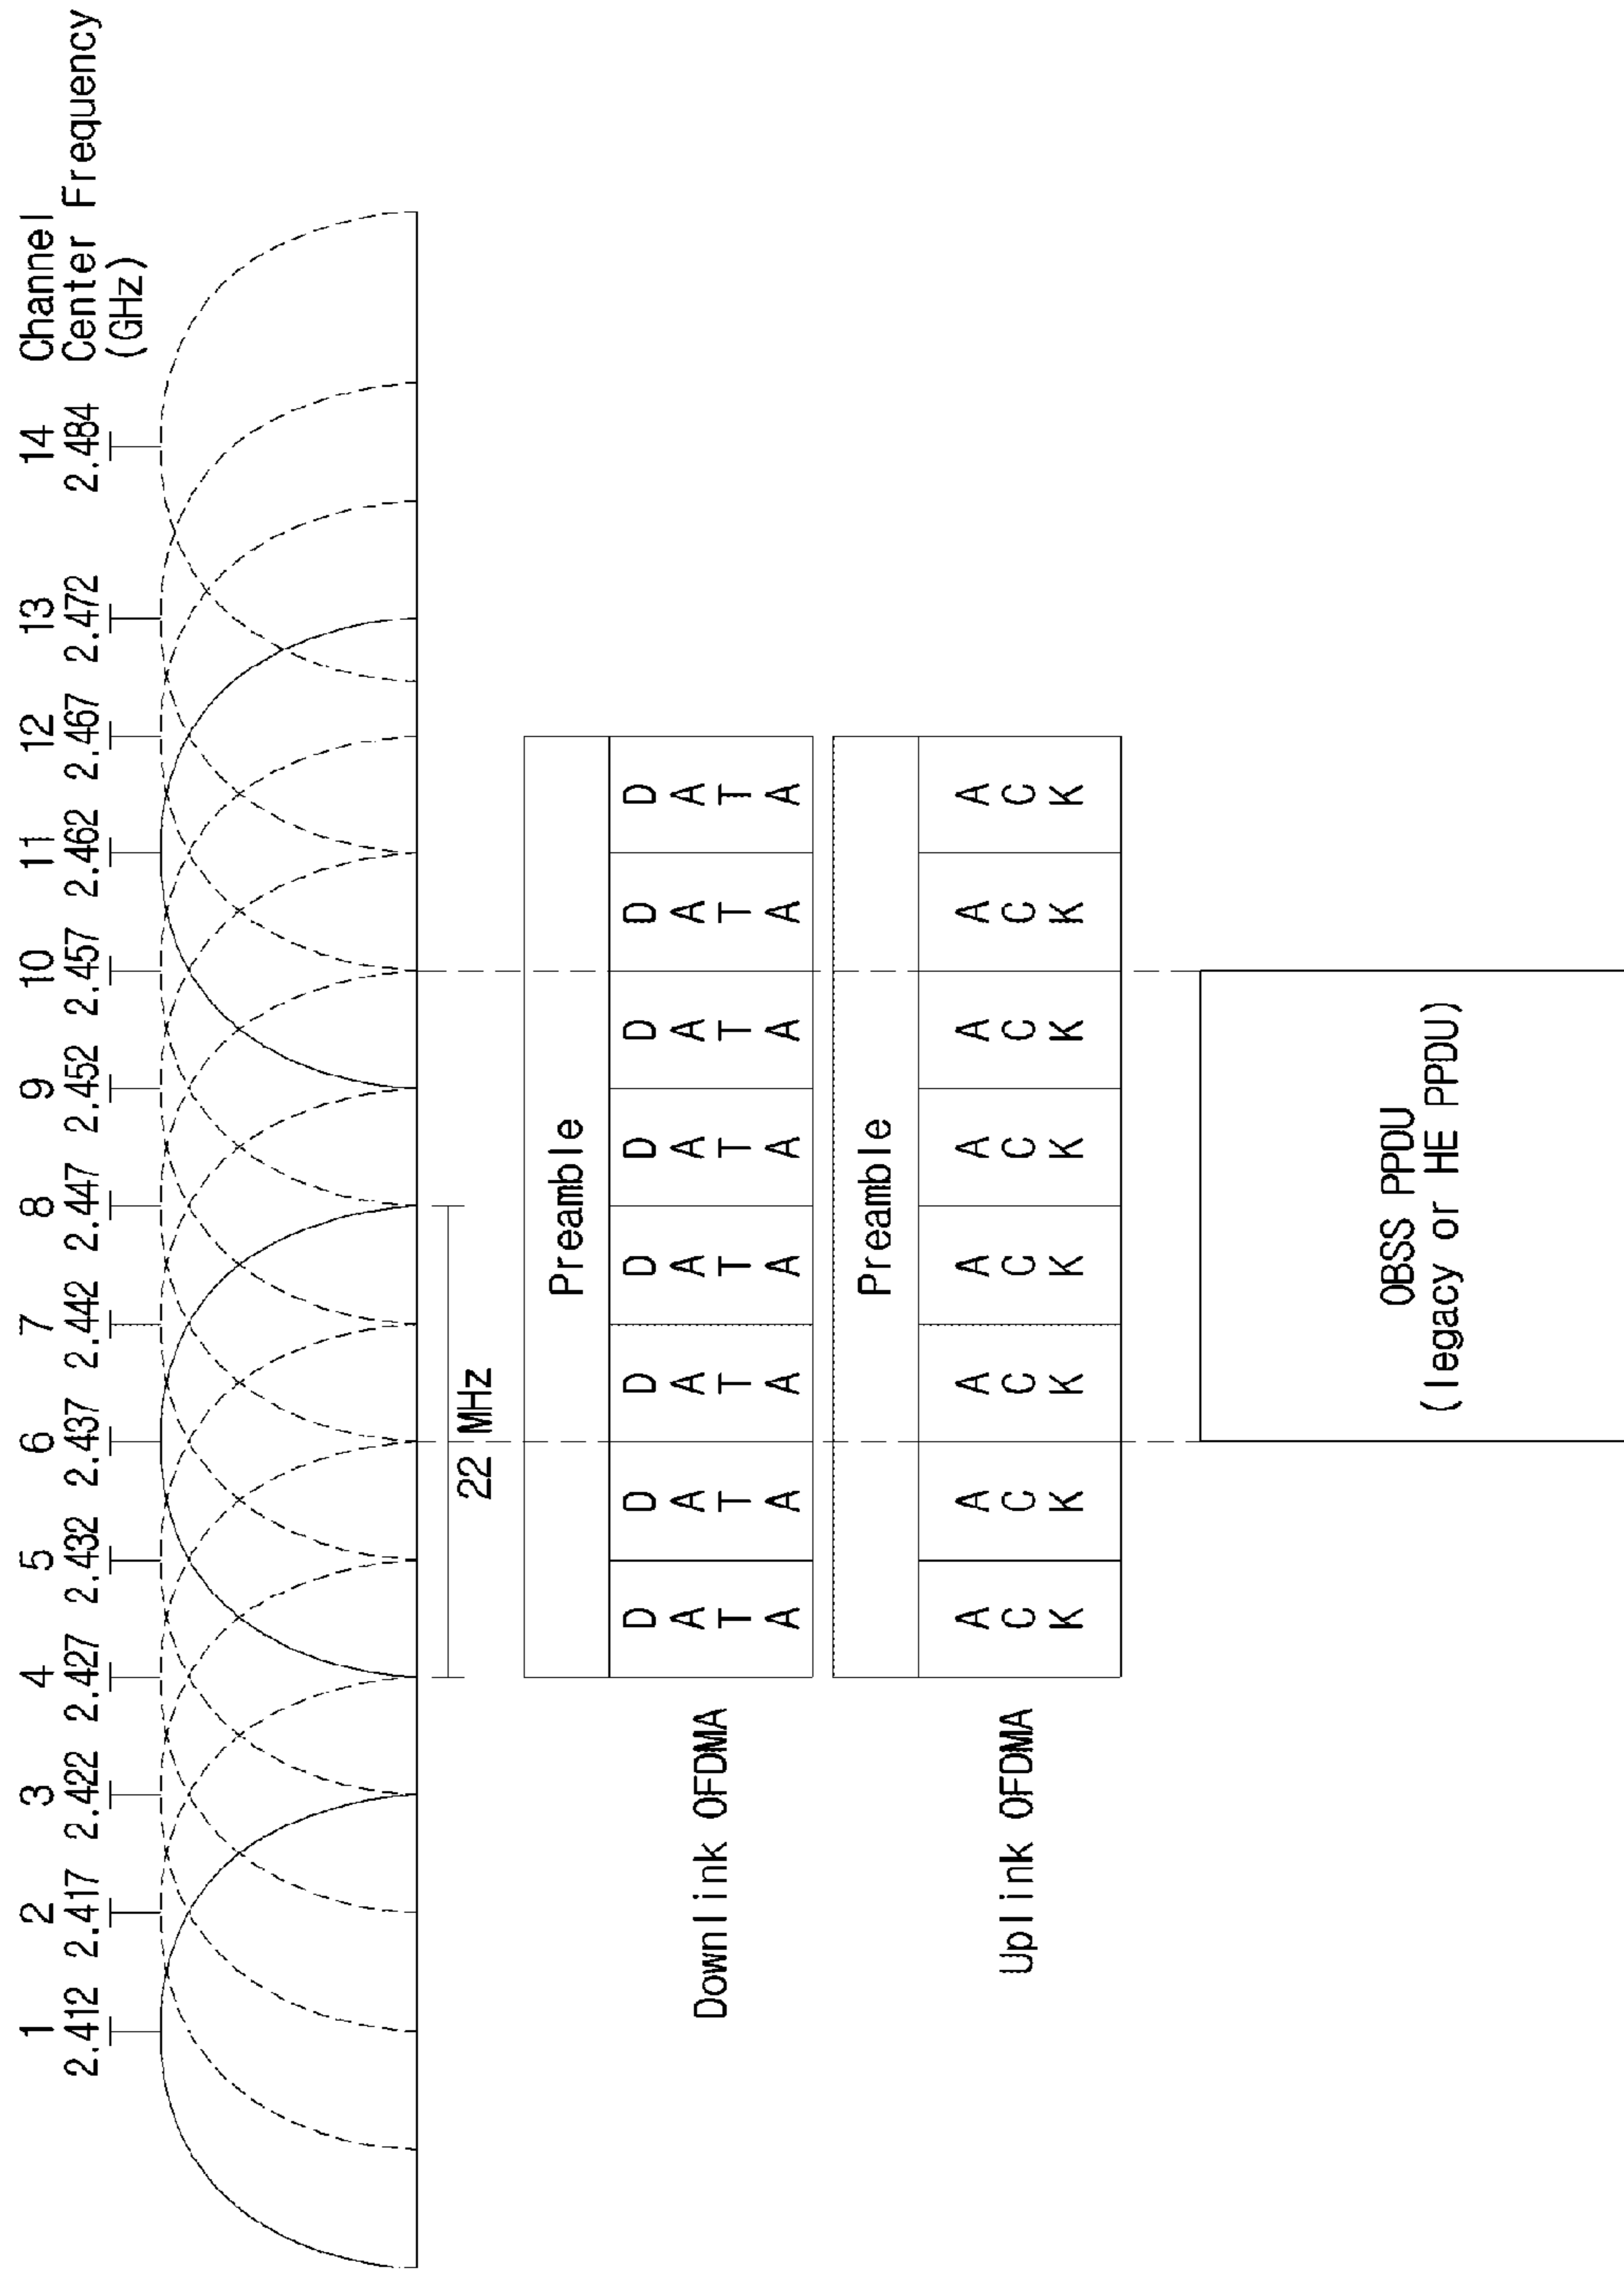 1 2 3 4 5 6 7 8 9 10 11 12 13 14 Channel
2.412 2.417 2.422 2.427 2.432 2.437 2.442 2.447 2.452 2.457 2.462 2.467 2.472 2.484 Center Frequency
(GHz)
22 MHz
Preamble
Downlink OFDMA
DATA DATA DATA DATA DATA DATA DATA DATA
Preamble
Uplink OFDMA
ACK ACK ACK ACK ACK ACK ACK ACK
OBSS PPDU
(legacy or HE PPDU)